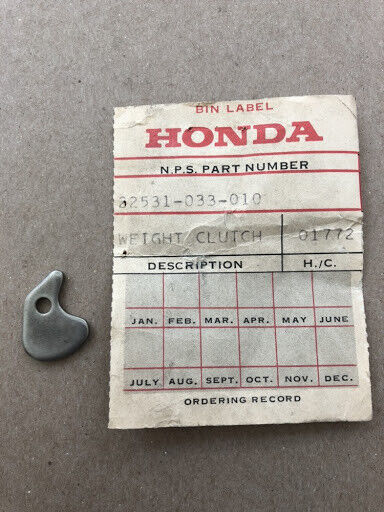 BIN LABEL
HONDA
N.P.S. PART NUMBER
22531-033-010
WEIGHT CLUTCH 01772
DESCRIPTION H./C.
JAN. FEB. MAR. APR. MAY JUNE
JULY AUG. SEPT. OCT. NOV. DEC.
ORDERING RECORD